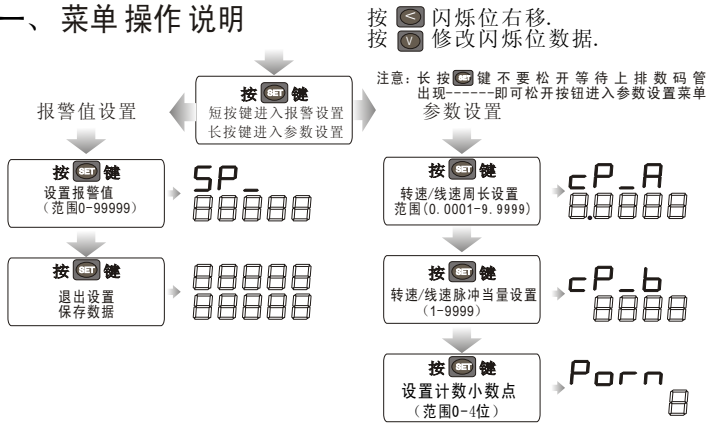 一、菜单操作说明
按 < 闪烁位右移.
按 V 修改闪烁位数据.
注意: 长按 SET 键不要松开等待上排数码管
出现------即可松开按钮进入参数设置菜单
按 SET 键
短按键进入报警设置
长按键进入参数设置
报警值设置
参数设置
按 SET 键
设置报警值
(范围0-99999)
SP_
88888
按 SET 键
退出设置
保存数据
88888
88888
按 SET 键
转速/线速周长设置
范围(0.0001-9.9999)
cP_A
8.8888
按 SET 键
转速/线速脉冲当量设置
(1-9999)
cP_b
8888
按 SET 键
设置计数小数点
(范围0-4位)
Porn
8